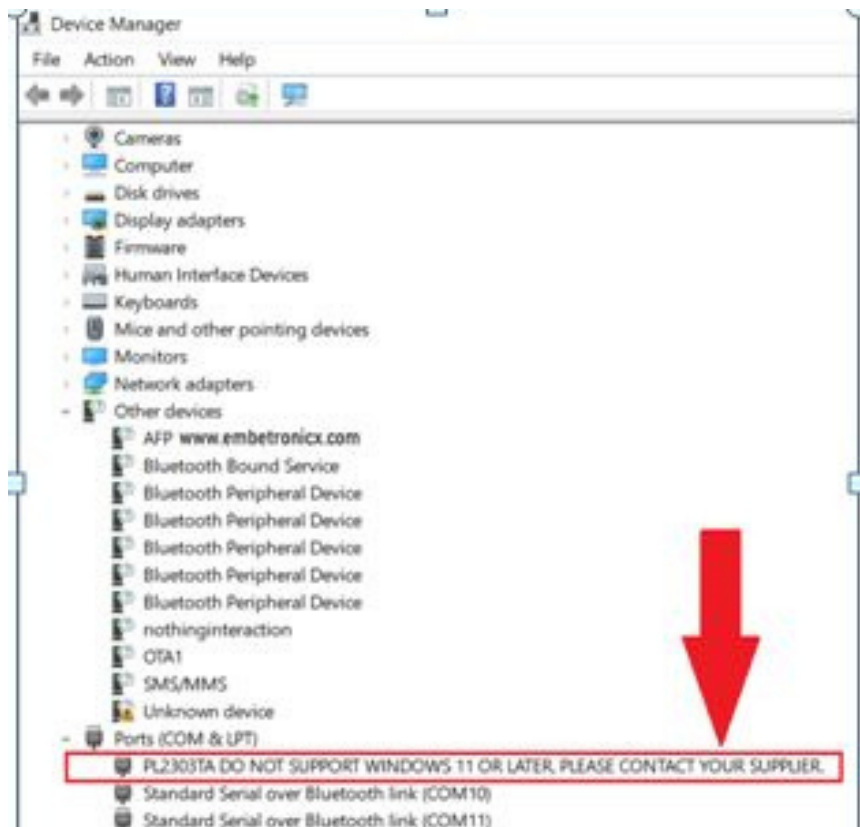 Device Manager
File Action View Help
Cameras
Computer
Disk drives
Display adapters
Firmware
Human Interface Devices
Keyboards
Mice and other pointing devices
Monitors
Network adapters
Other devices
AFP www.embetronicx.com
Bluetooth Bound Service
Bluetooth Peripheral Device
Bluetooth Peripheral Device
Bluetooth Peripheral Device
Bluetooth Peripheral Device
Bluetooth Peripheral Device
nothinginteraction
OTA1
SMS/MMS
Unknown device
Ports (COM & LPT)
PL2303TA DO NOT SUPPORT WINDOWS 11 OR LATER, PLEASE CONTACT YOUR SUPPLIER.
Standard Serial over Bluetooth link (COM10)
Standard Serial over Bluetooth link (COM11)